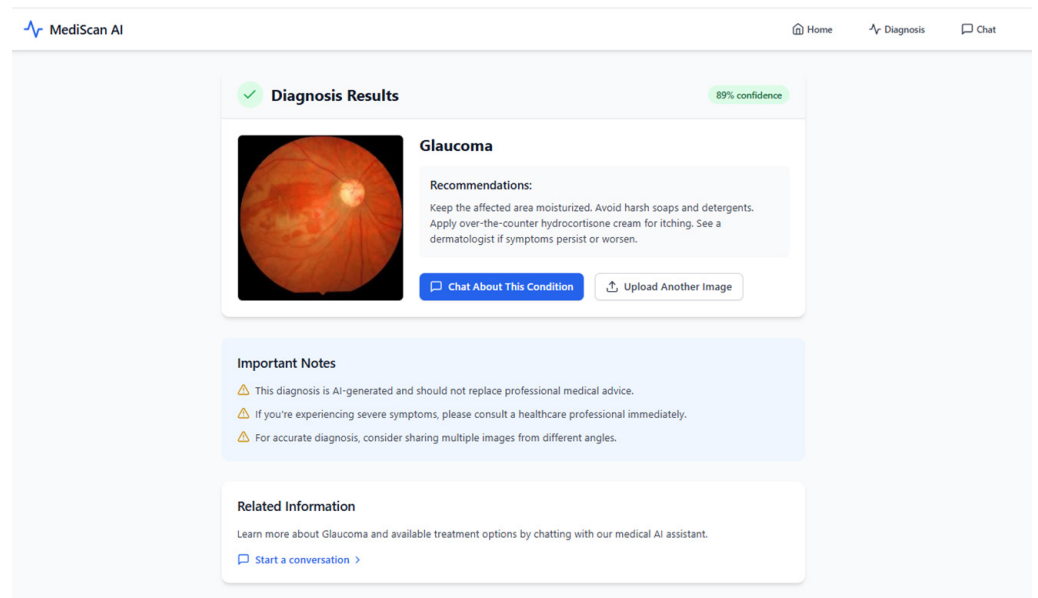 MediScan AI
Home
Diagnosis
Chat
Diagnosis Results
89% confidence
Glaucoma
Recommendations:
Keep the affected area moisturized. Avoid harsh soaps and detergents.
Apply over-the-counter hydrocortisone cream for itching. See a
dermatologist if symptoms persist or worsen.
Chat About This Condition
Upload Another Image
Important Notes
This diagnosis is AI-generated and should not replace professional medical advice.
If you're experiencing severe symptoms, please consult a healthcare professional immediately.
For accurate diagnosis, consider sharing multiple images from different angles.
Related Information
Learn more about Glaucoma and available treatment options by chatting with our medical AI assistant.
Start a conversation >